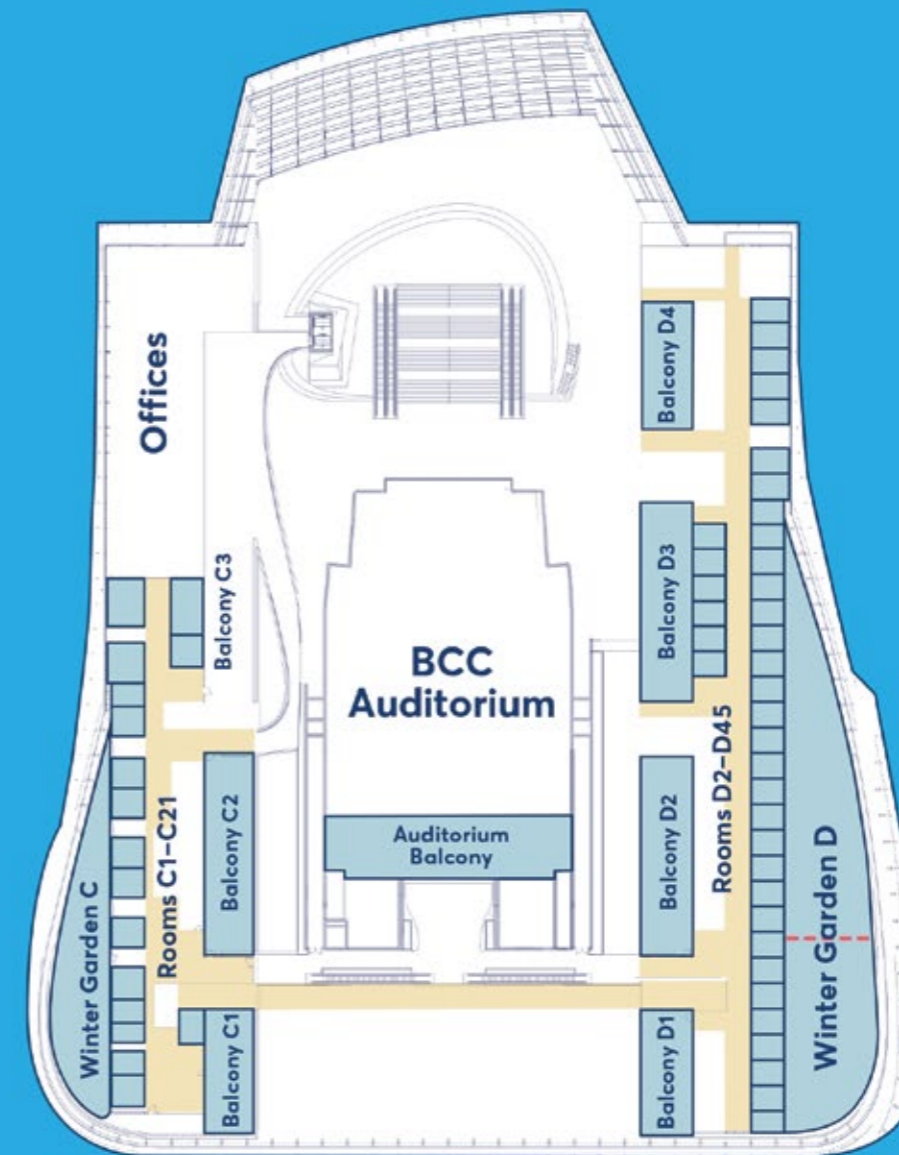 Offices
Balcony C3
Rooms C1–C21
Winter Garden C
Balcony C2
Balcony C1
BCC
Auditorium
Auditorium
Balcony
Balcony D4
Balcony D3
Rooms D2–D45
Balcony D2
Winter Garden D
Balcony D1